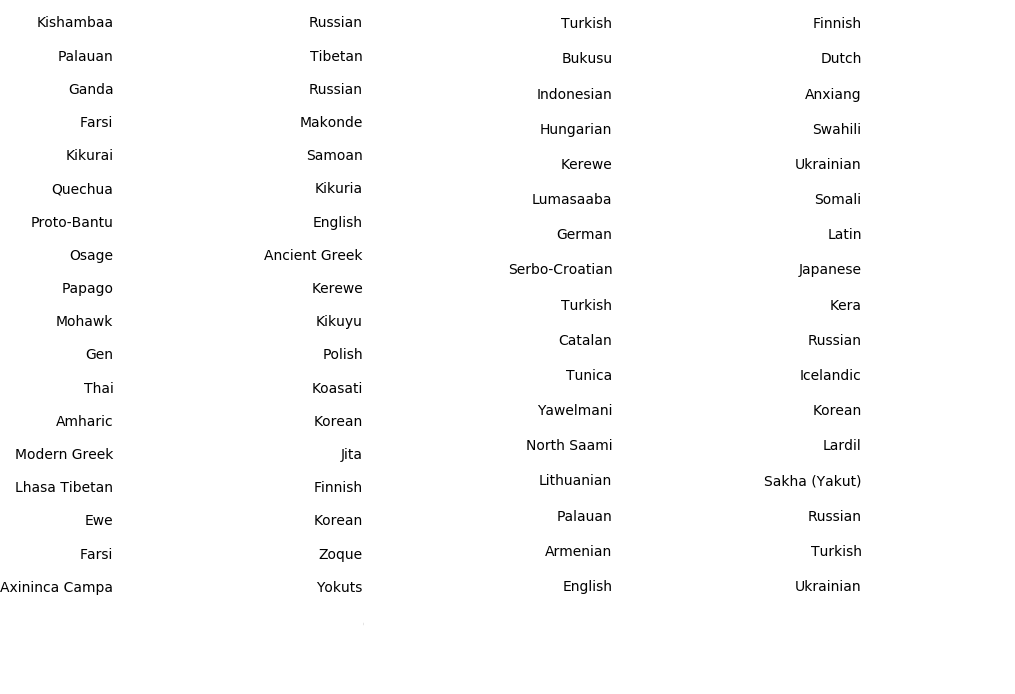 Kishambaa
Palauan
Ganda
Farsi
Kikurai
Quechua
Proto-Bantu
Osage
Papago
Mohawk
Gen
Thai
Amharic
Modern Greek
Lhasa Tibetan
Ewe
Farsi
Axininca Campa
Russian
Tibetan
Russian
Makonde
Samoan
Kikuria
English
Ancient Greek
Kerewe
Kikuyu
Polish
Koasati
Korean
Jita
Finnish
Korean
Zoque
Yokuts
Turkish
Bukusu
Indonesian
Hungarian
Kerewe
Lumasaaba
German
Serbo-Croatian
Turkish
Catalan
Tunica
Yawelmani
North Saami
Lithuanian
Palauan
Armenian
English
Finnish
Dutch
Anxiang
Swahili
Ukrainian
Somali
Latin
Japanese
Kera
Russian
Icelandic
Korean
Lardil
Sakha (Yakut)
Russian
Turkish
Ukrainian